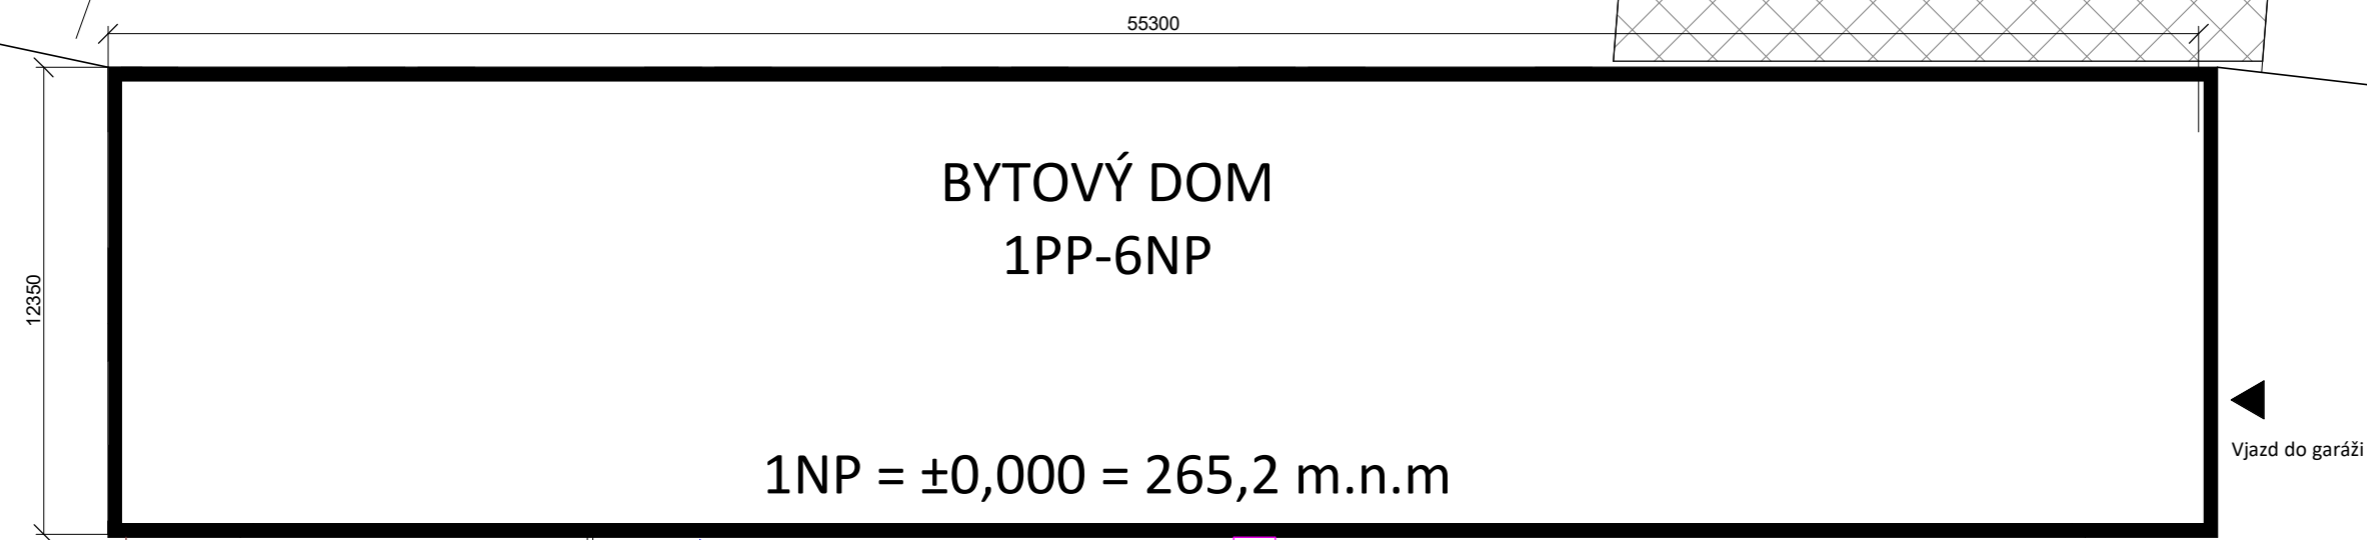 55300
12350
BYTOVÝ DOM
1PP-6NP
1NP = ±0,000 = 265,2 m.n.m
Vjazd do garáži